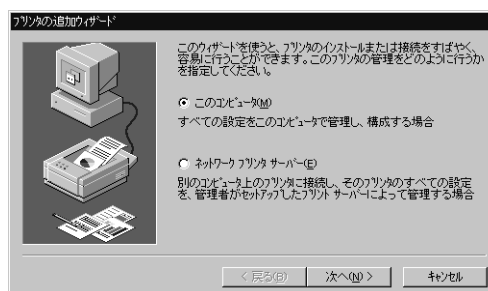 プリンタの追加ウィザード
このウィザードを使うと、プリンタのインストールまたは接続をすばやく、
容易に行うことができます。このプリンタの管理をどのように行うか
を指定してください。
このコンピュータ(M)
すべての設定をこのコンピュータで管理し、構成する場合
ネットワーク プリンタ サーバー(E)
別のコンピュータ上のプリンタに接続し、そのプリンタのすべての設定
を、管理者がセットアップしたプリント サーバーによって管理する場合
< 戻る(B)
次へ(N) >
キャンセル